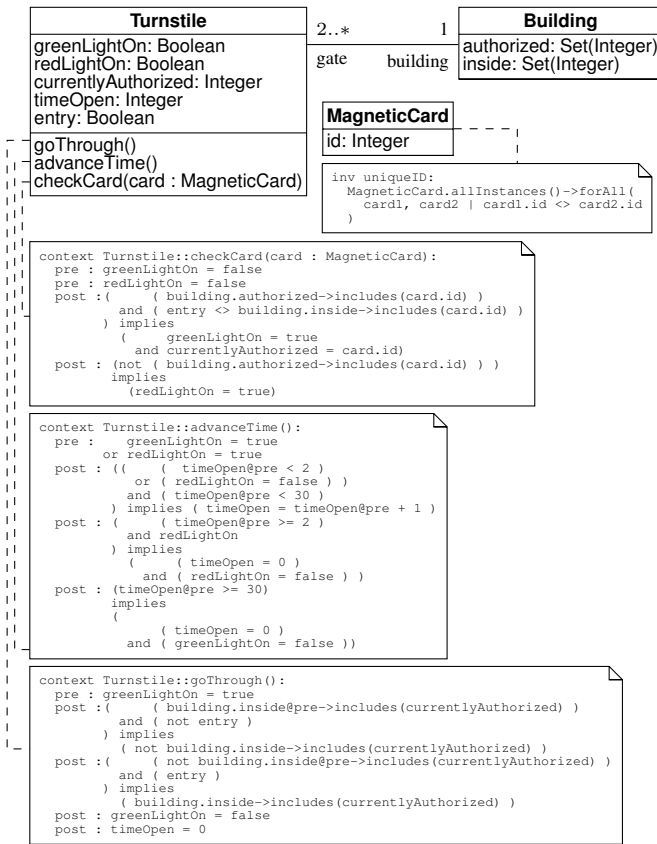 Turnstile
greenLightOn: Boolean
redLightOn: Boolean
currentlyAuthorized: Integer
timeOpen: Integer
entry: Boolean
goThrough()
advanceTime()
checkCard(card : MagneticCard)
2..* 1
gate building
Building
authorized: Set(Integer)
inside: Set(Integer)
MagneticCard
id: Integer
inv uniqueID:
MagneticCard.allInstances()->forAll(
card1, card2 | card1.id <> card2.id
)
context Turnstile::checkCard(card : MagneticCard):
pre : greenLightOn = false
pre : redLightOn = false
post :( ( building.authorized->includes(card.id) )
and ( entry <> building.inside->includes(card.id) )
) implies
( greenLightOn = true
and currentlyAuthorized = card.id)
post : (not ( building.authorized->includes(card.id) ) )
implies
(redLightOn = true)
context Turnstile::advanceTime():
pre : greenLightOn = true
or redLightOn = true
post : (( ( timeOpen@pre < 2 )
or ( redLightOn = false ) )
and ( timeOpen@pre < 30 )
) implies ( timeOpen = timeOpen@pre + 1 )
post : ( ( timeOpen@pre >= 2 )
and redLightOn
) implies
( ( timeOpen = 0 )
and ( redLightOn = false ) )
post : (timeOpen@pre >= 30)
implies
(
( timeOpen = 0 )
and ( greenLightOn = false ))
context Turnstile::goThrough():
pre : greenLightOn = true
post :( ( building.inside@pre->includes(currentlyAuthorized) )
and ( not entry )
) implies
( not building.inside->includes(currentlyAuthorized) )
post :( ( not building.inside@pre->includes(currentlyAuthorized) )
and ( entry )
) implies
( building.inside->includes(currentlyAuthorized) )
post : greenLightOn = false
post : timeOpen = 0